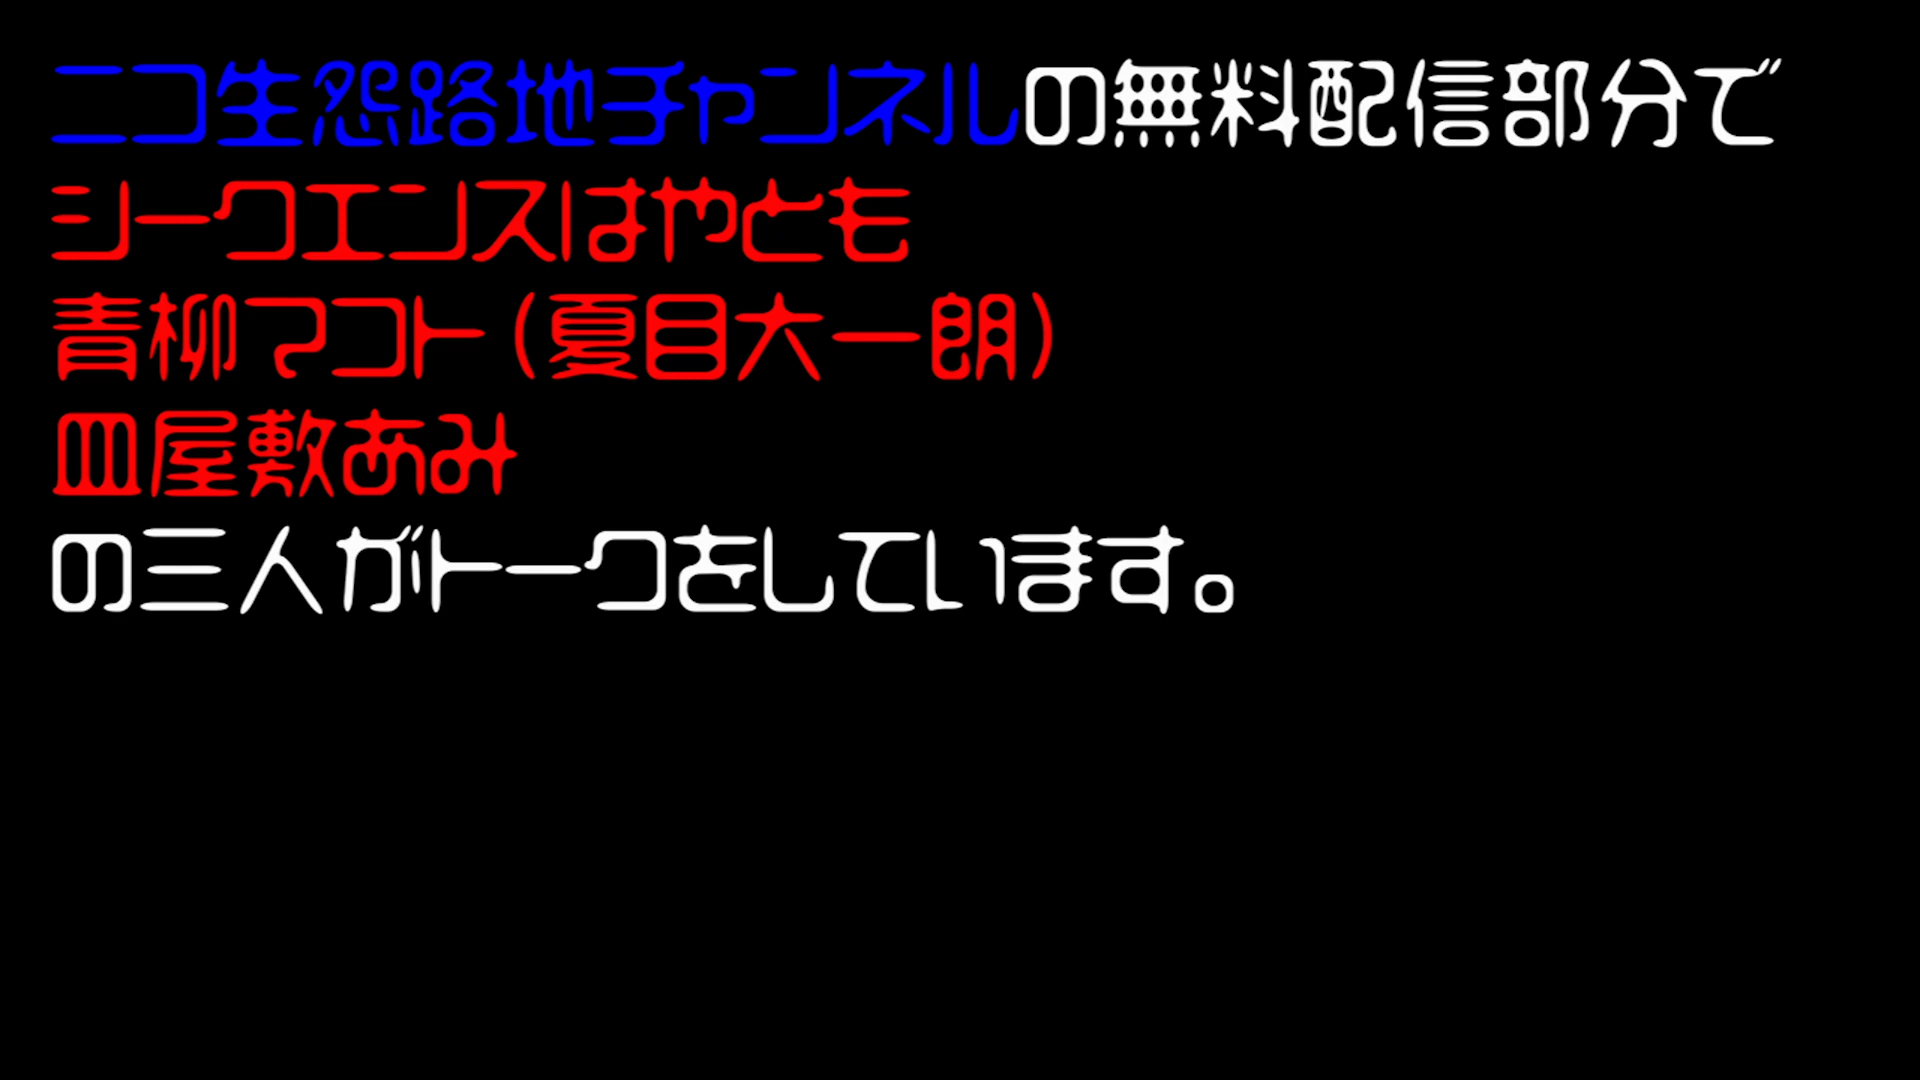 ニコ生怨路地チャンネルの無料配信部分で
シークエンスはやとも
青柳マコト(夏目大一朗)
皿屋敷あみ
の三人がトークをしています。